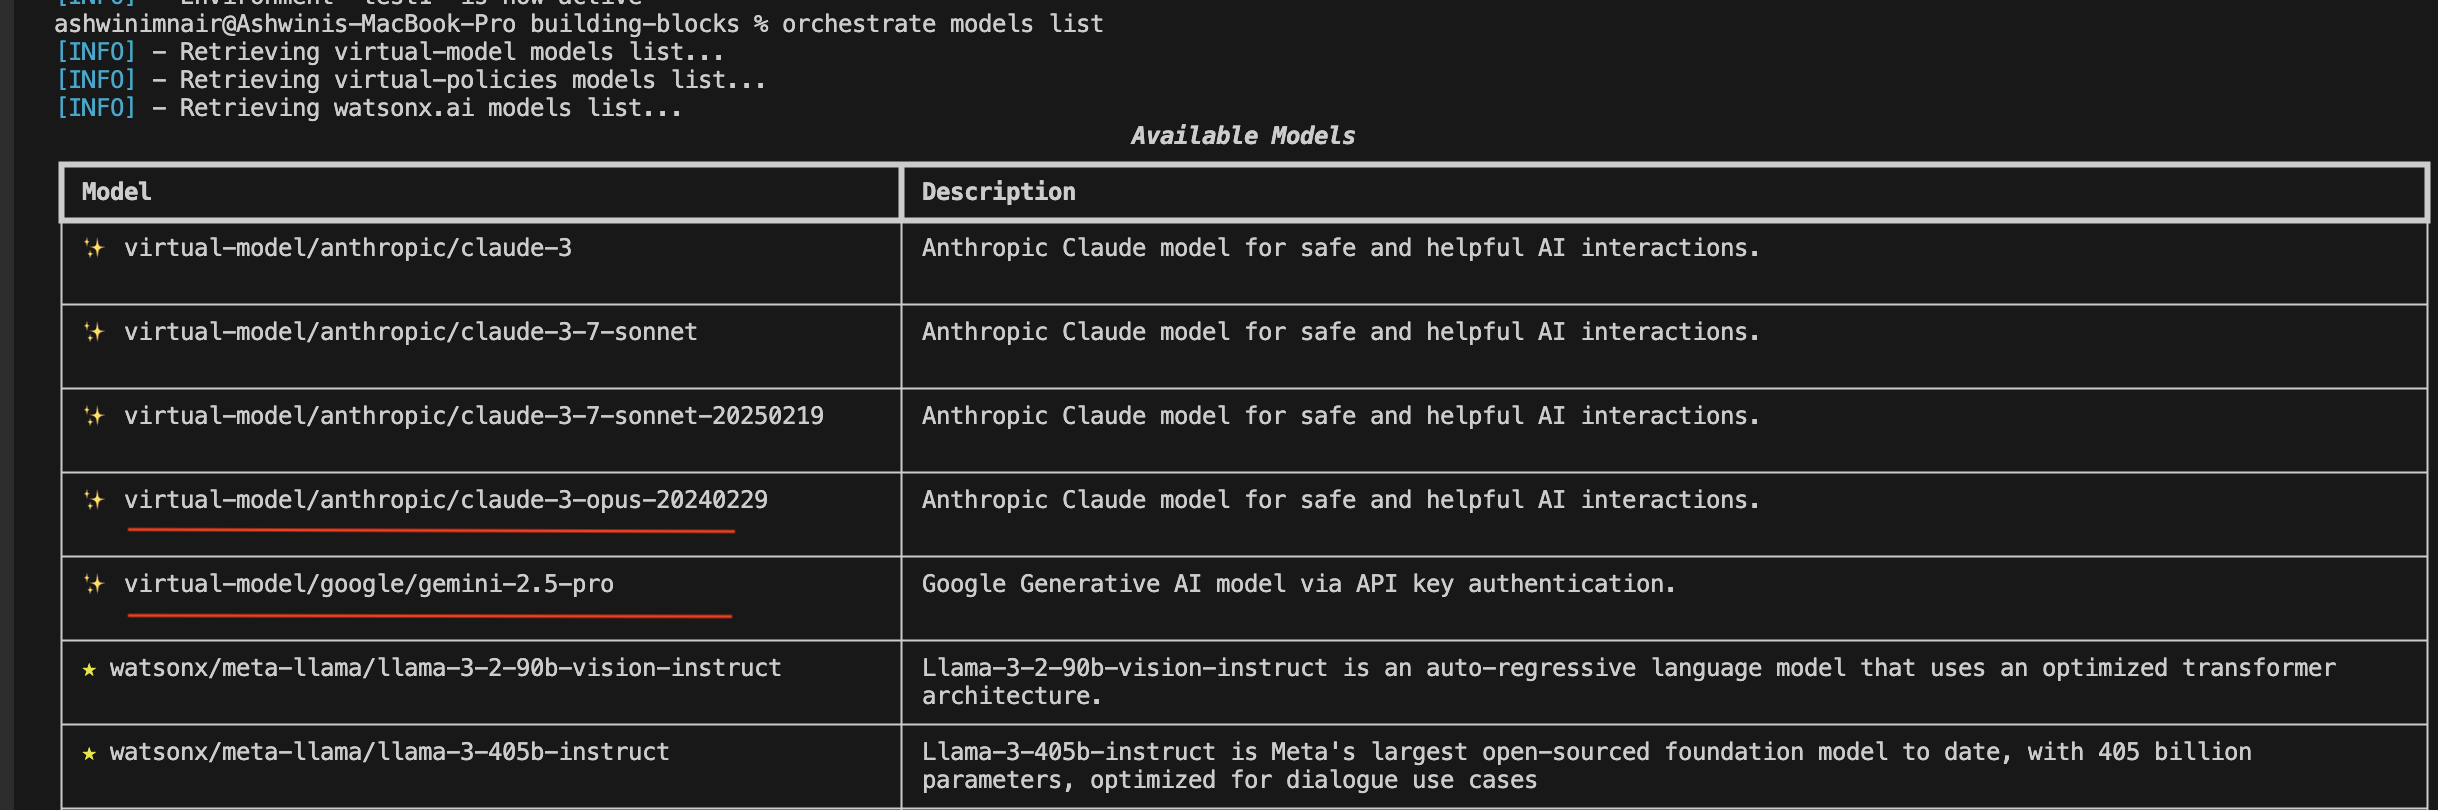 [INFO] - Environment 'test1' is now active
ashwinimnair@Ashwinis-MacBook-Pro building-blocks % orchestrate models list
[INFO] - Retrieving virtual-model models list...
[INFO] - Retrieving virtual-policies models list...
[INFO] - Retrieving watsonx.ai models list...
Available Models
Model Description
✨ virtual-model/anthropic/claude-3 Anthropic Claude model for safe and helpful AI interactions.
✨ virtual-model/anthropic/claude-3-7-sonnet Anthropic Claude model for safe and helpful AI interactions.
✨ virtual-model/anthropic/claude-3-7-sonnet-20250219 Anthropic Claude model for safe and helpful AI interactions.
✨ virtual-model/anthropic/claude-3-opus-20240229 Anthropic Claude model for safe and helpful AI interactions.
✨ virtual-model/google/gemini-2.5-pro Google Generative AI model via API key authentication.
★ watsonx/meta-llama/llama-3-2-90b-vision-instruct Llama-3-2-90b-vision-instruct is an auto-regressive language model that uses an optimized transformer
architecture.
★ watsonx/meta-llama/llama-3-405b-instruct Llama-3-405b-instruct is Meta's largest open-sourced foundation model to date, with 405 billion
parameters, optimized for dialogue use cases